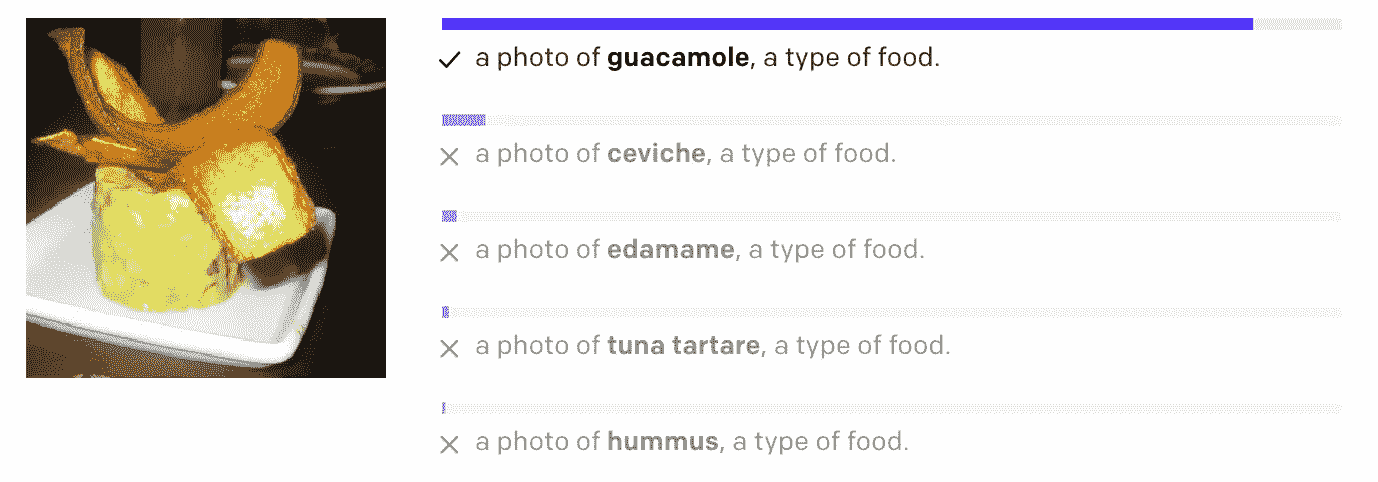 a photo of guacamole, a type of food.
a photo of ceviche, a type of food.
a photo of edamame, a type of food.
a photo of tuna tartare, a type of food.
a photo of hummus, a type of food.